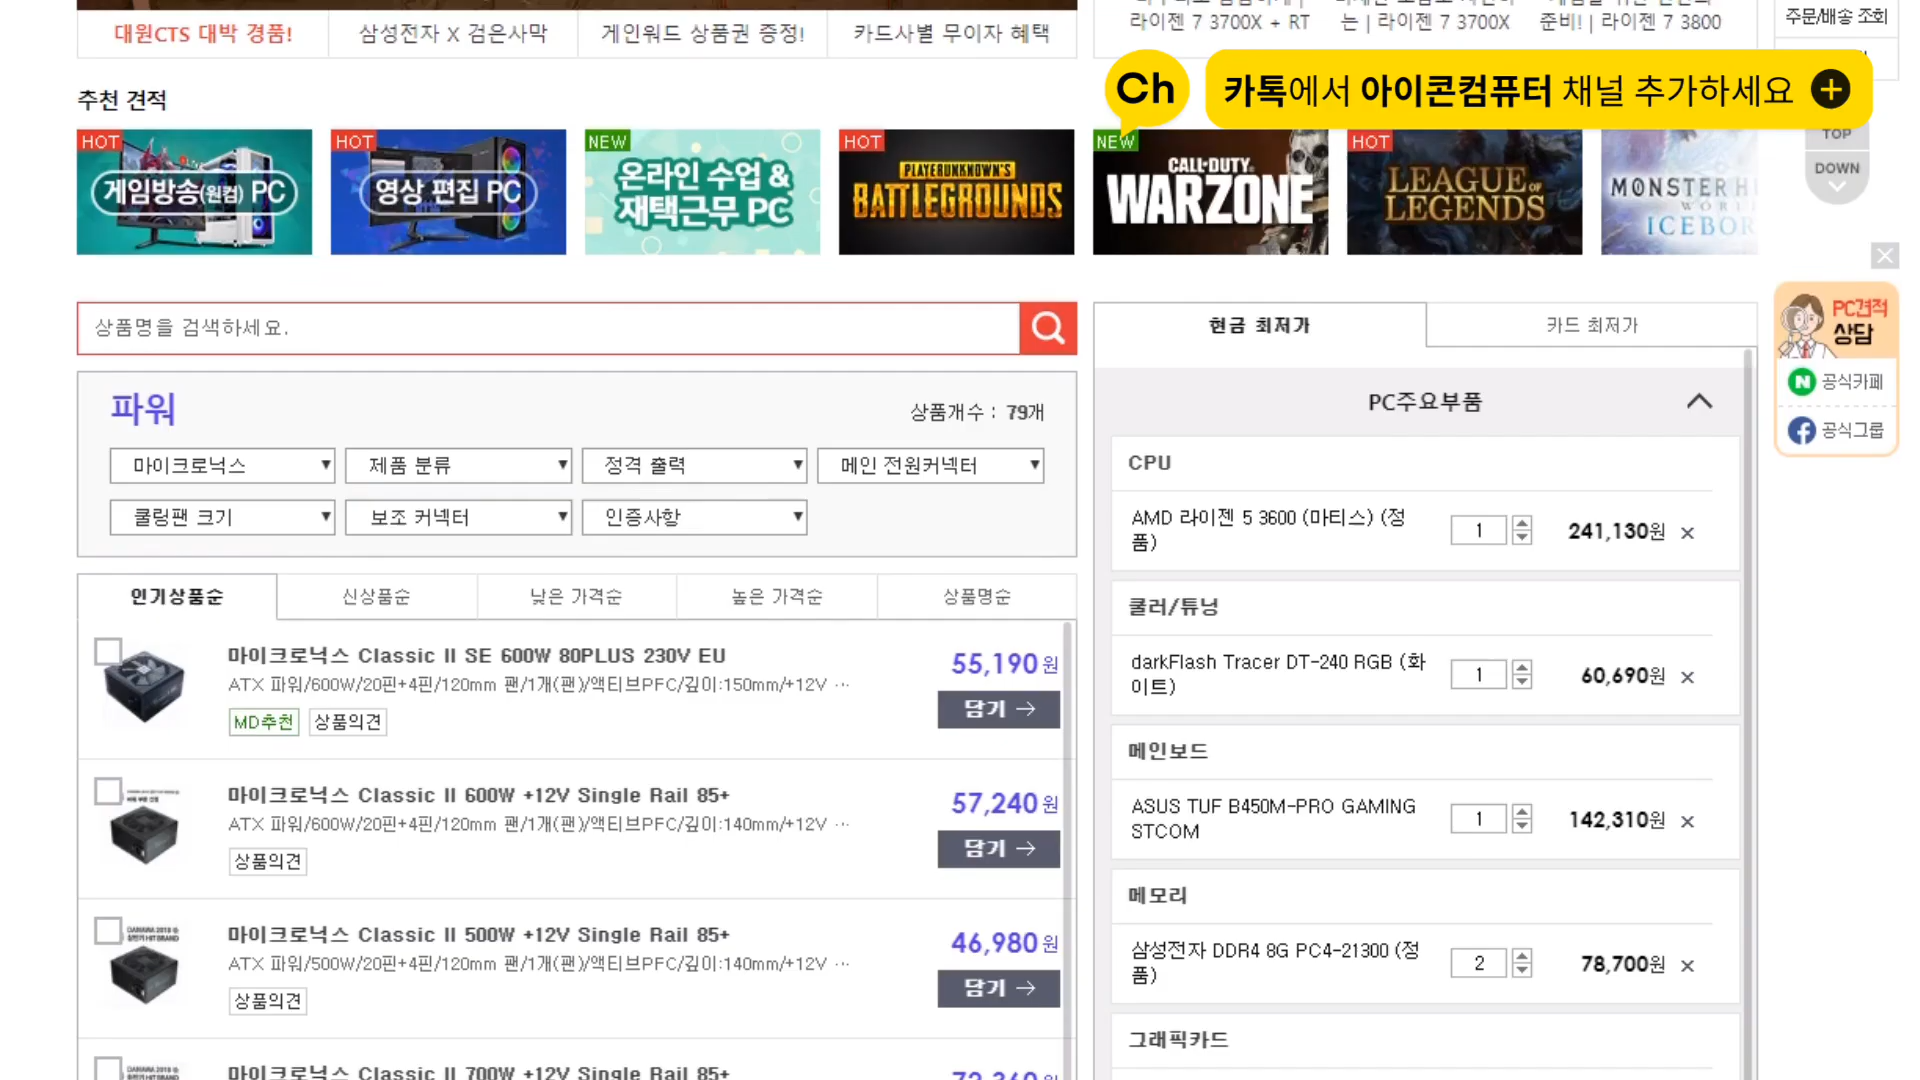 대원CTS 대박 경품!
삼성전자 X 검은사막
게인워드 상품권 증정!
카드사별 무이자 혜택
라이젠 7 3700X + RT
는 | 라이젠 7 3700X
준비! | 라이젠 7 3800
주문/배송 조회
Ch
카톡에서 아이콘컴퓨터 채널 추가하세요
TOP
DOWN
추천 견적
HOT
게임방송(원컴) PC
HOT
영상 편집 PC
NEW
온라인 수업 &
재택근무 PC
HOT
PLAYERUNKNOWN'S
BATTLEGROUNDS
NEW
CALL OF DUTY
WARZONE
HOT
LEAGUE OF
LEGENDS
MONSTER H
WORL
ICEBOR
PC견적
상담
공식카페
공식그룹
상품명을 검색하세요.
파워
상품개수 : 79개
마이크로닉스
제품 분류
정격 출력
메인 전원커넥터
쿨링팬 크기
보조 커넥터
인증사항
인기상품순
신상품순
낮은 가격순
높은 가격순
상품명순
마이크로닉스 Classic II SE 600W 80PLUS 230V EU
ATX 파워/600W/20핀+4핀/120mm 팬/1개(팬)/액티브PFC/깊이:150mm/+12V ...
MD추천 상품의견
55,190원
담기 →
마이크로닉스 Classic II 600W +12V Single Rail 85+
ATX 파워/600W/20핀+4핀/120mm 팬/1개(팬)/액티브PFC/깊이:140mm/+12V ...
상품의견
57,240원
담기 →
마이크로닉스 Classic II 500W +12V Single Rail 85+
ATX 파워/500W/20핀+4핀/120mm 팬/1개(팬)/액티브PFC/깊이:140mm/+12V ...
상품의견
46,980원
담기 →
마이크로닉스 Classic II 700W +12V Single Rail 85+
72,360원
현금 최저가
카드 최저가
PC주요부품
CPU
AMD 라이젠 5 3600 (마티스) (정
품)
1
241,130원
쿨러/튜닝
darkFlash Tracer DT-240 RGB (화
이트)
1
60,690원
메인보드
ASUS TUF B450M-PRO GAMING
STCOM
1
142,310원
메모리
삼성전자 DDR4 8G PC4-21300 (정
품)
2
78,700원
그래픽카드